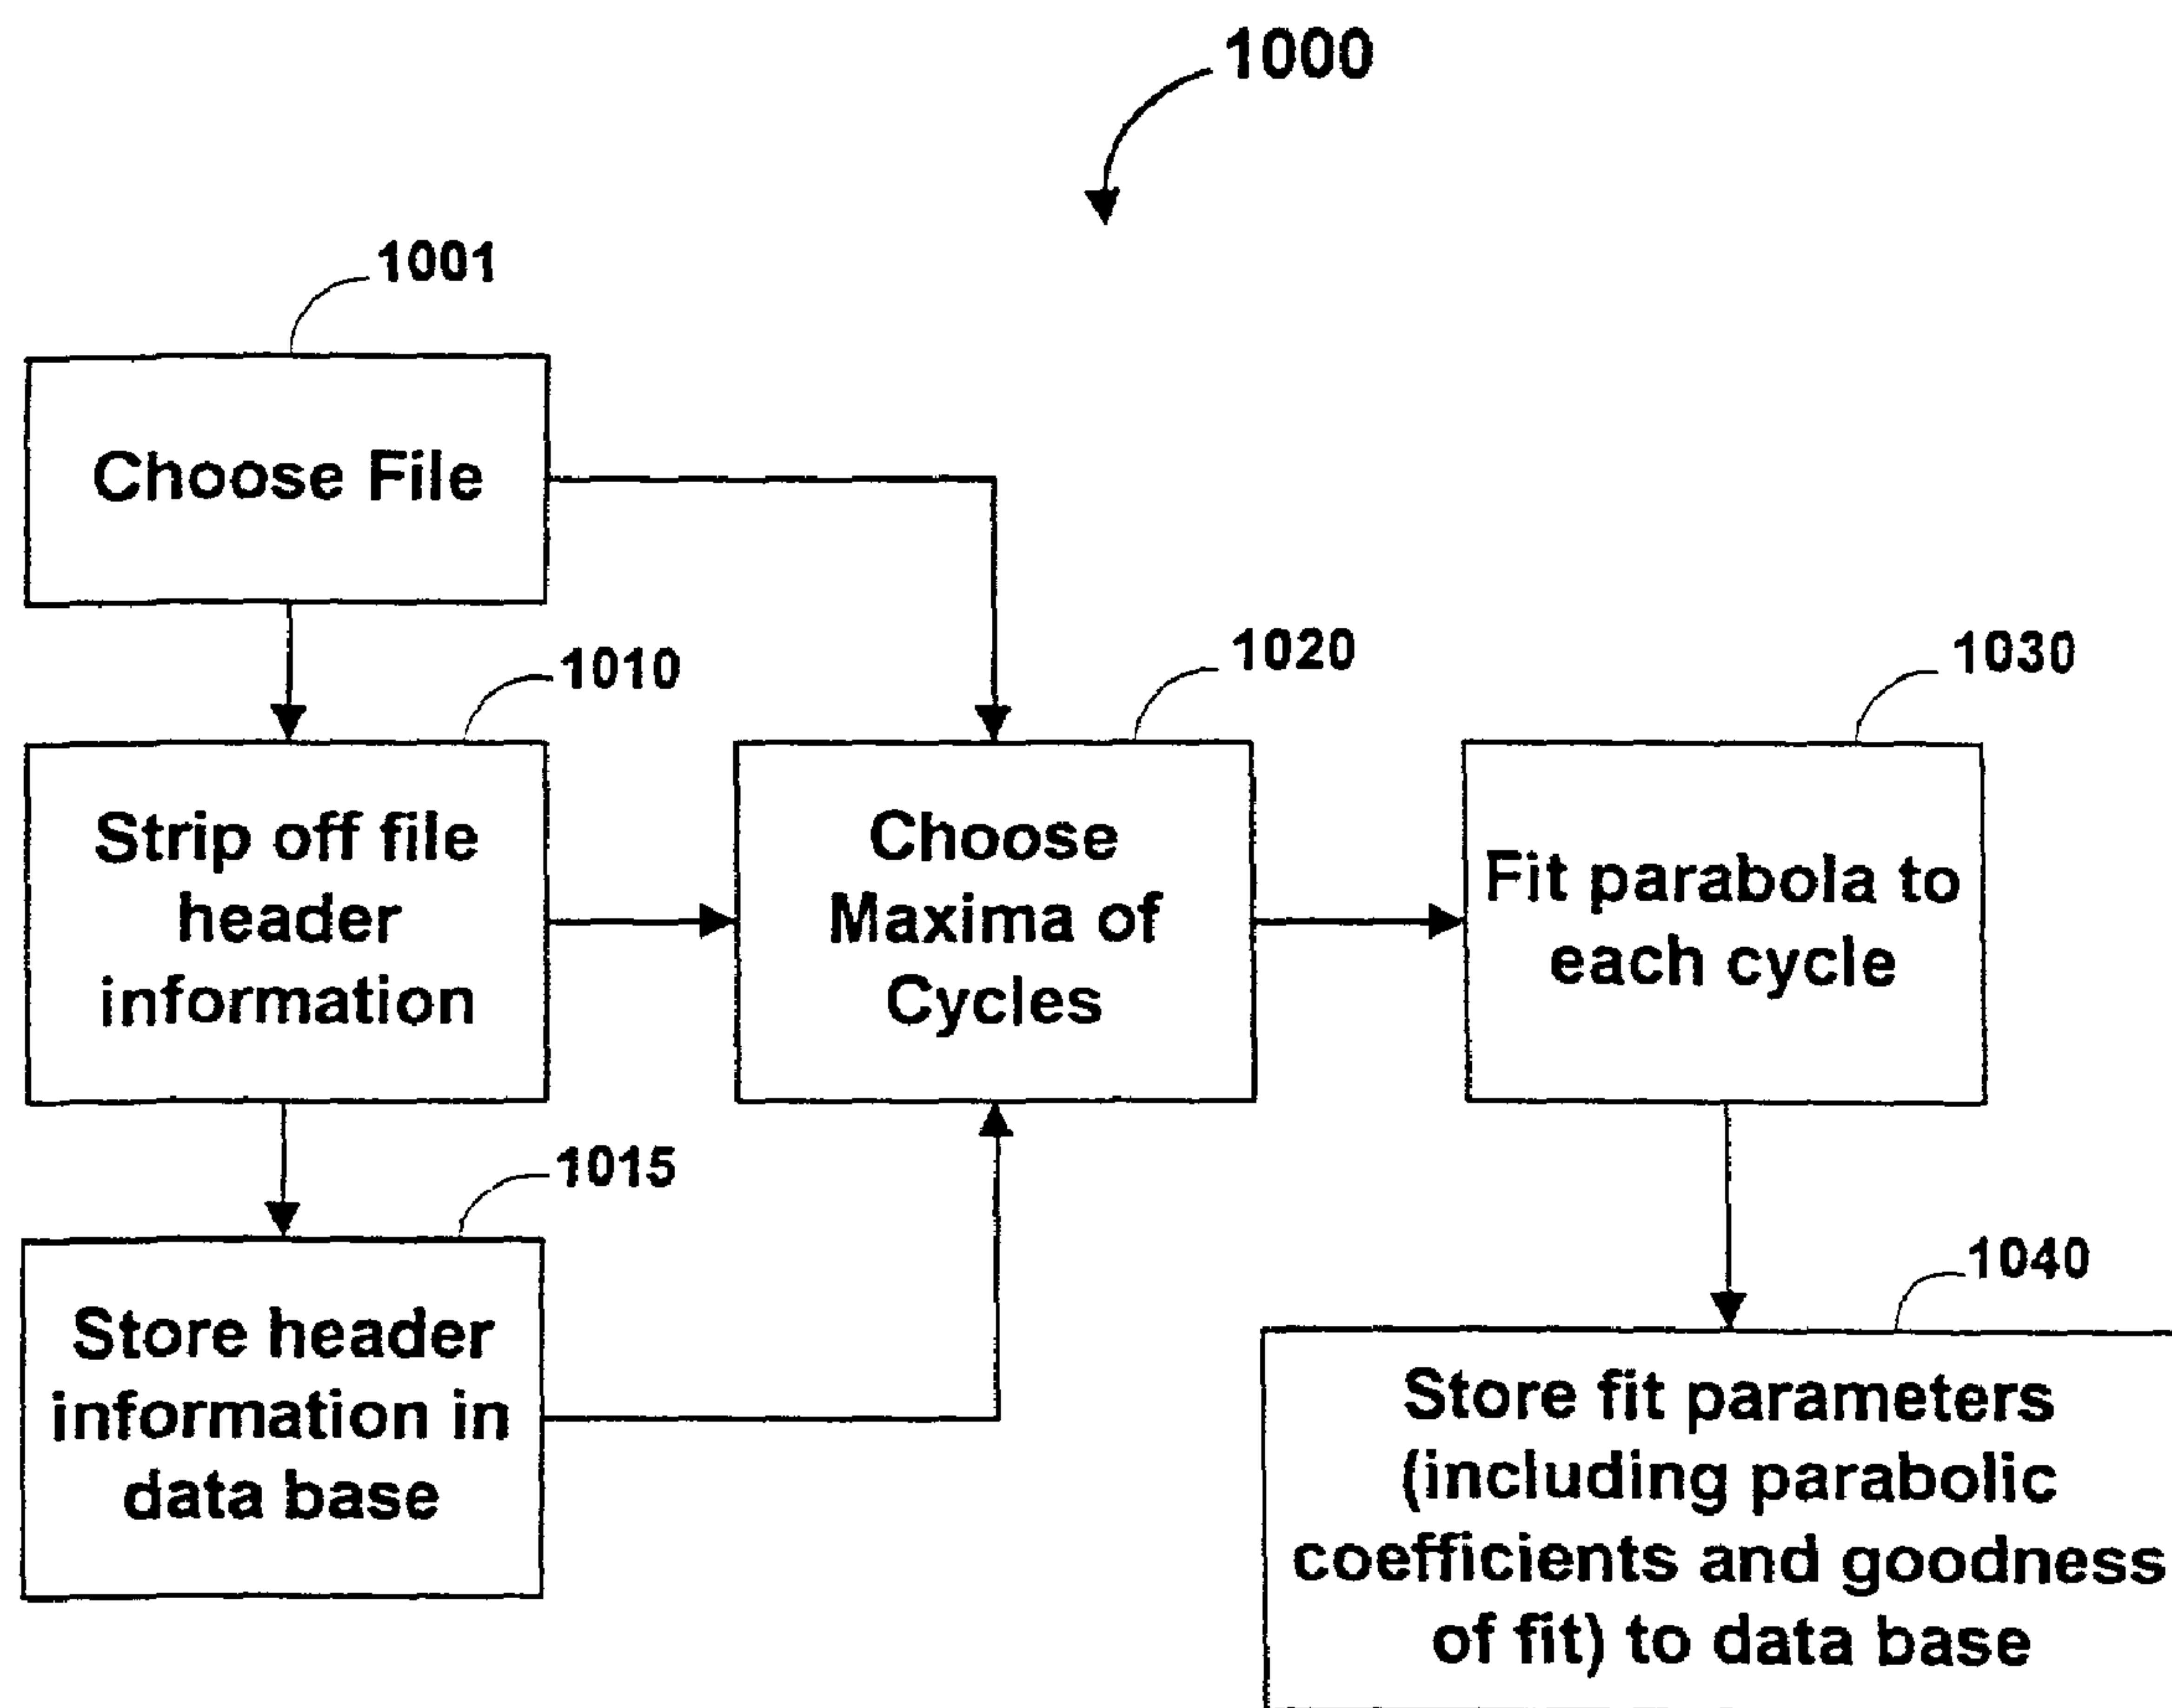 1000
1001
Choose File
1010
Strip off file
header
information
1020
Choose
Maxima of
Cycles
1030
Fit parabola to
each cycle
1015
Store header
information in
data base
1040
Store fit parameters
(including parabolic
coefficients and goodness
of fit) to data base